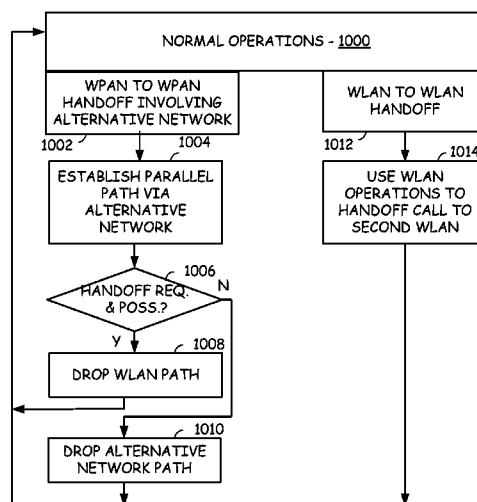 NORMAL OPERATIONS - 1000
WPAN TO WPAN
HANDOFF INVOLVING
ALTERNATIVE NETWORK
1002
1004
ESTABLISH PARALLEL
PATH VIA
ALTERNATIVE
NETWORK
1006
HANDOFF REQ.
& POSS.?
N
Y
1008
DROP WLAN PATH
1010
DROP ALTERNATIVE
NETWORK PATH
WLAN TO WLAN
HANDOFF
1012
1014
USE WLAN
OPERATIONS TO
HANDOFF CALL TO
SECOND WLAN